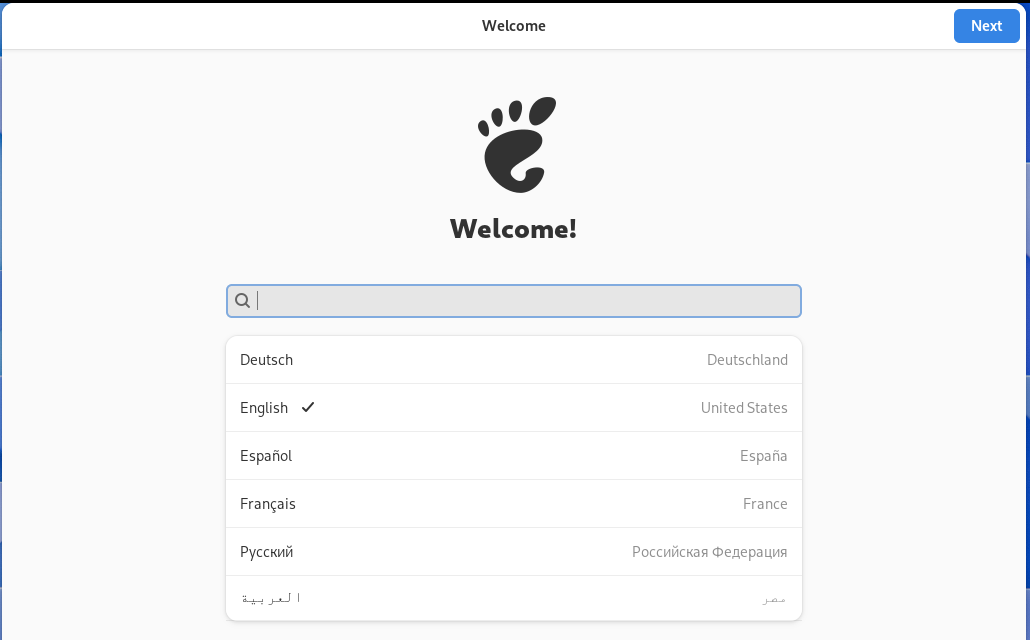 Welcome
Next
Welcome!
Deutsch Deutschland
English United States
Español España
Français France
Русский Российская Федерация
العربية مصر